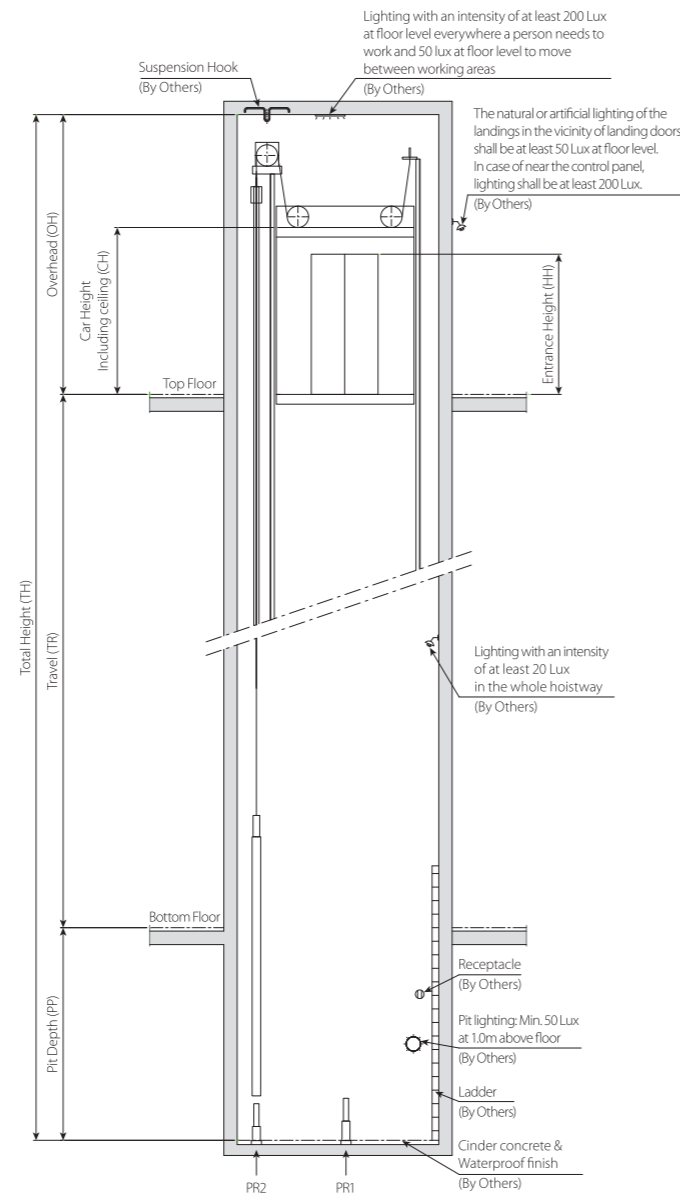 Lighting with an intensity of at least 200 Lux
at floor level everywhere a person needs to
work and 50 lux at floor level to move
between working areas
(By Others)
Suspension Hook
(By Others)
The natural or artificial lighting of the
landings in the vicinity of landing doors
shall be at least 50 Lux at floor level.
In case of near the control panel,
lighting shall be at least 200 Lux.
(By Others)
Overhead (OH)
Car Height
Including ceiling (CH)
Entrance Height (HH)
Top Floor
Total Height (TH)
Travel (TR)
Lighting with an intensity
of at least 20 Lux
in the whole hoistway
(By Others)
Bottom Floor
Pit Depth (PP)
Receptacle
(By Others)
Pit lighting: Min. 50 Lux
at 1.0m above floor
(By Others)
Ladder
(By Others)
Cinder concrete &
Waterproof finish
(By Others)
PR2
PR1